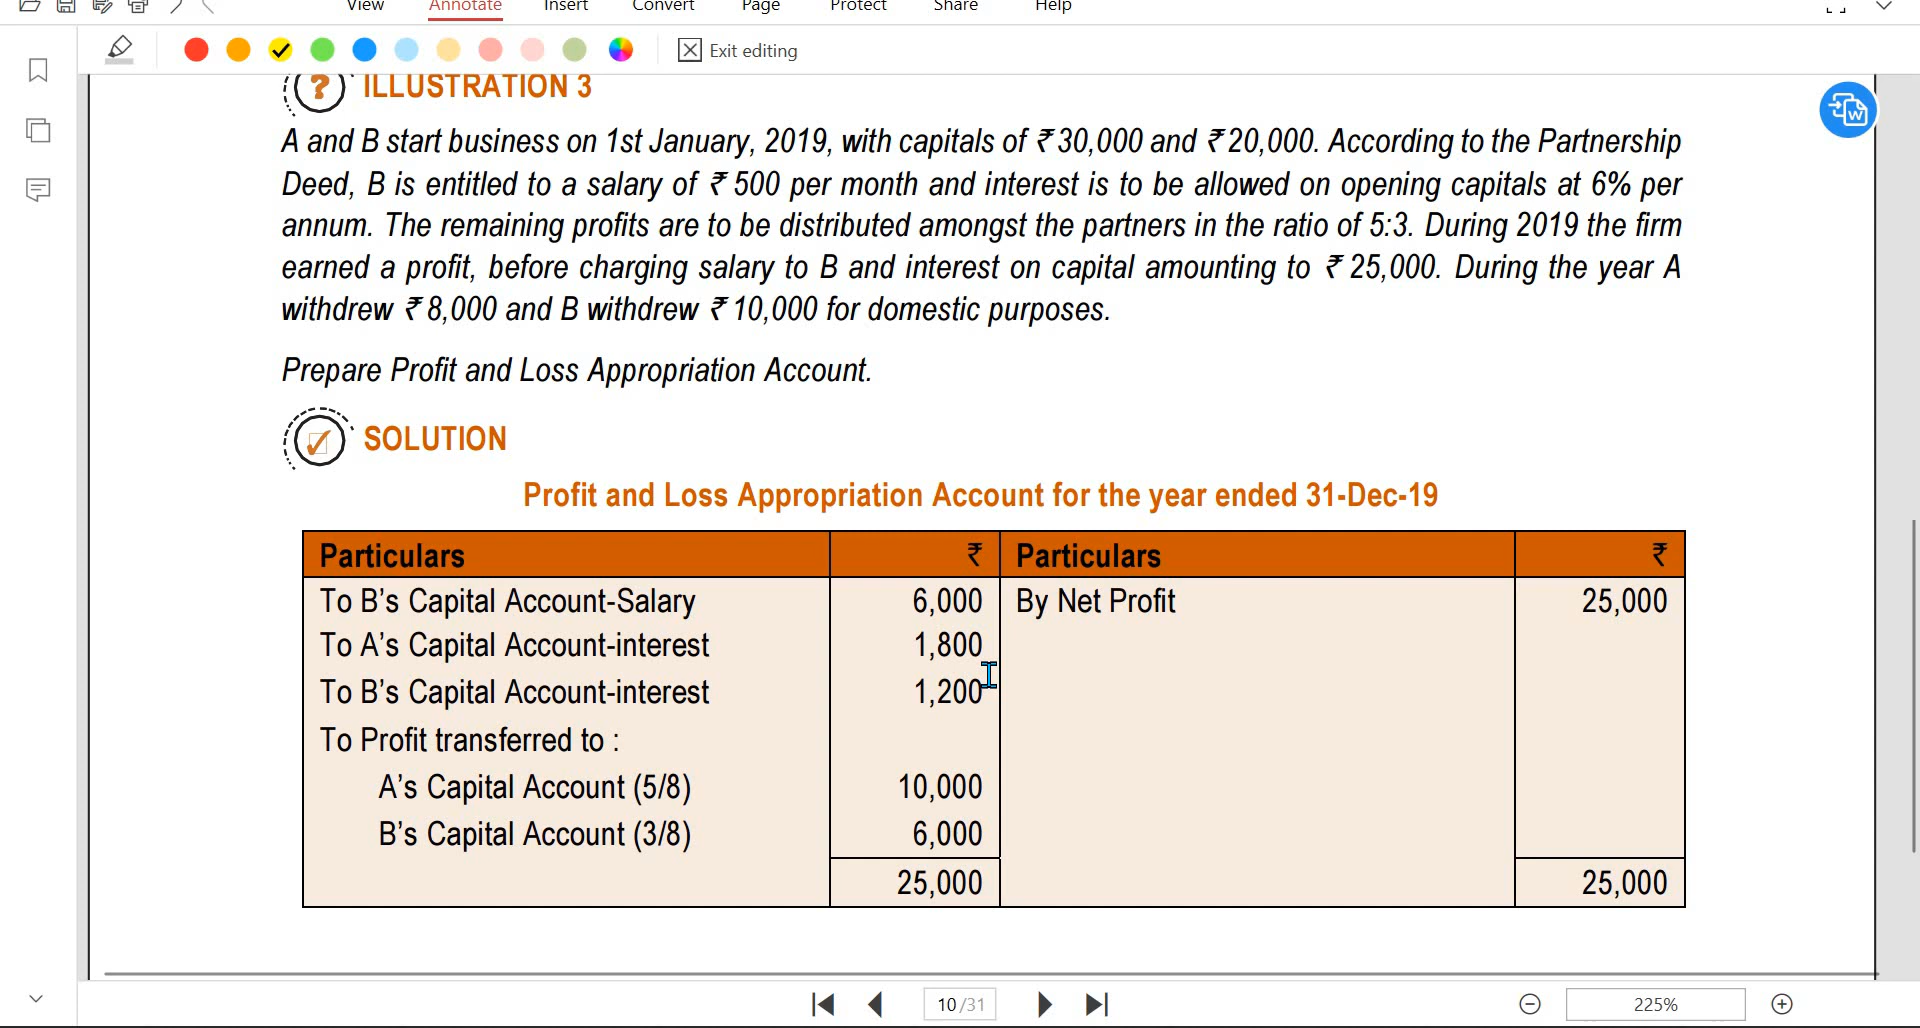 View Annotate Insert Convert Page Protect Share Help
Exit editing
ILLUSTRATION 3
A and B start business on 1st January, 2019, with capitals of ₹ 30,000 and ₹ 20,000. According to the Partnership
Deed, B is entitled to a salary of ₹ 500 per month and interest is to be allowed on opening capitals at 6% per
annum. The remaining profits are to be distributed amongst the partners in the ratio of 5:3. During 2019 the firm
earned a profit, before charging salary to B and interest on capital amounting to ₹ 25,000. During the year A
withdrew ₹ 8,000 and B withdrew ₹ 10,000 for domestic purposes.
Prepare Profit and Loss Appropriation Account.
SOLUTION
Profit and Loss Appropriation Account for the year ended 31-Dec-19
Particulars ₹ Particulars ₹
To B's Capital Account-Salary 6,000 By Net Profit 25,000
To A's Capital Account-interest 1,800
To B's Capital Account-interest 1,200
To Profit transferred to :
A's Capital Account (5/8) 10,000
B's Capital Account (3/8) 6,000
25,000 25,000
10 /31 225%